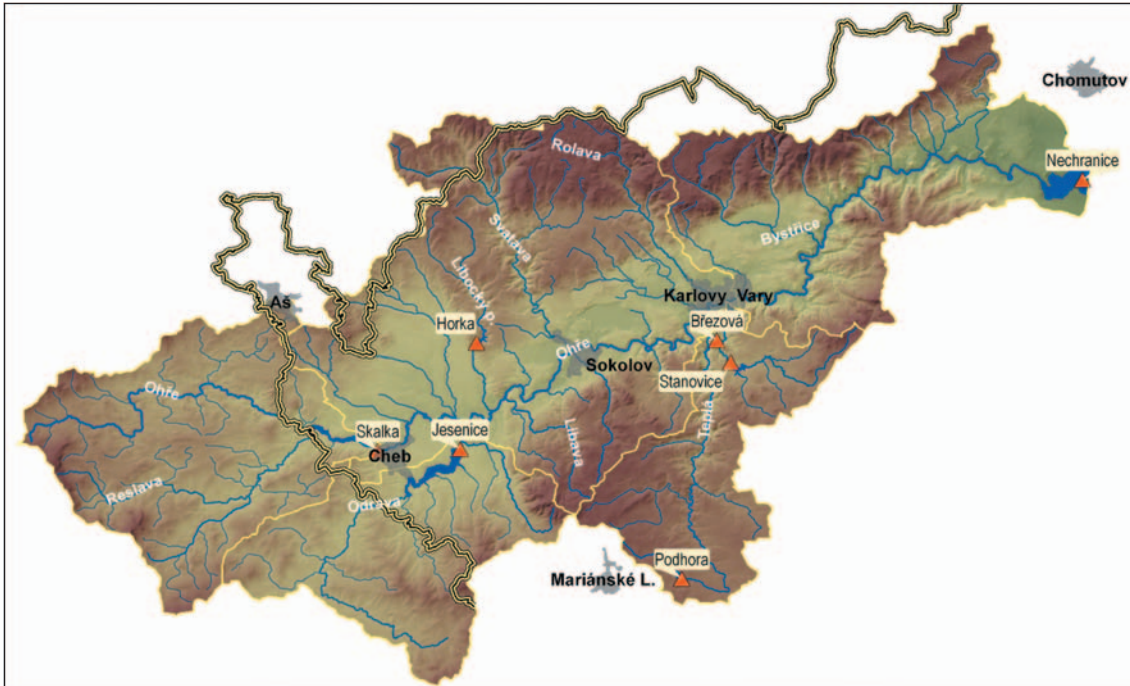 Chomutov
Rolava
Nechranice
Svatava
Bystřice
Libocký p.
Aš
Karlovy Vary
Horka
Březová
Ohře
Sokolov
Stanovice
Ohře
Teplá
Skalka
Jesenice
Libava
Cheb
Reslava
Odrava
Podhora
Mariánské L.